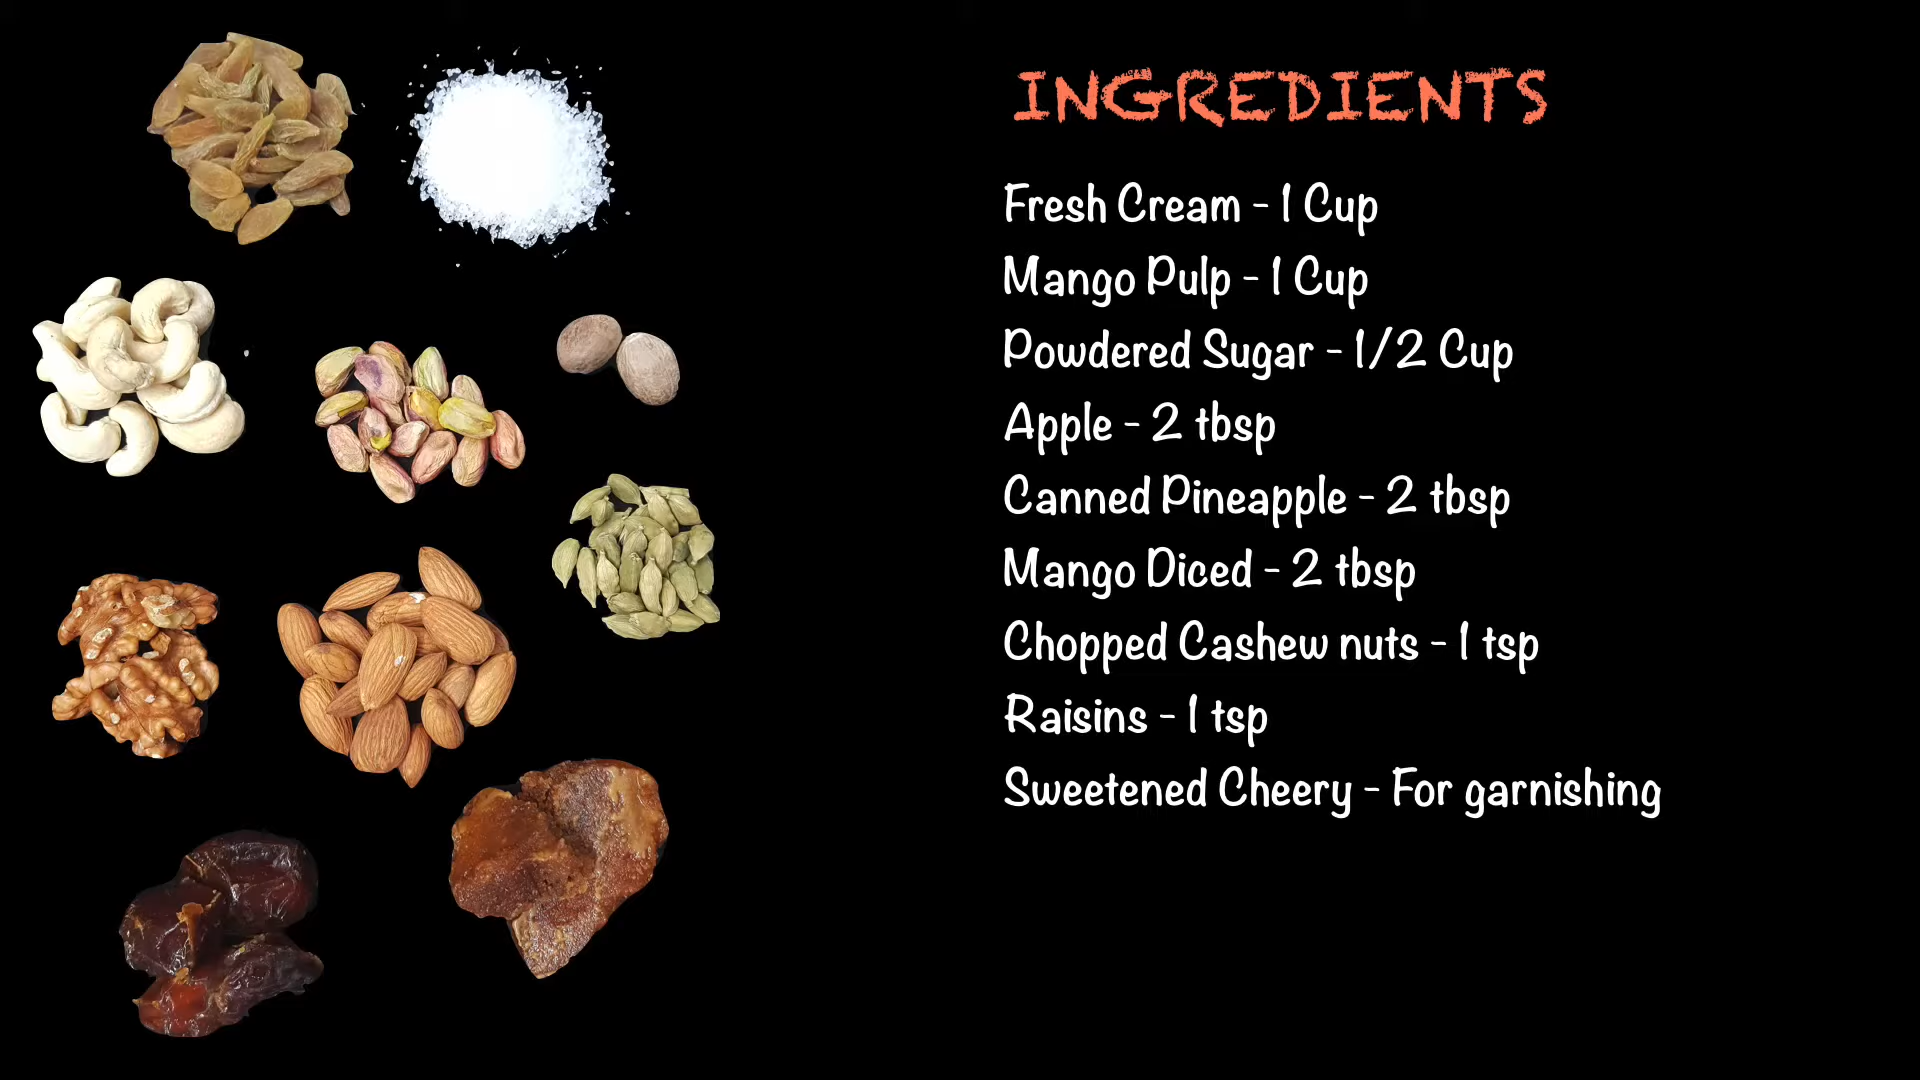 INGREDIENTS
Fresh Cream - 1 Cup
Mango Pulp - 1 Cup
Powdered Sugar - 1/2 Cup
Apple - 2 tbsp
Canned Pineapple - 2 tbsp
Mango Diced - 2 tbsp
Chopped Cashew nuts - 1 tsp
Raisins - 1 tsp
Sweetened Cheery - For garnishing